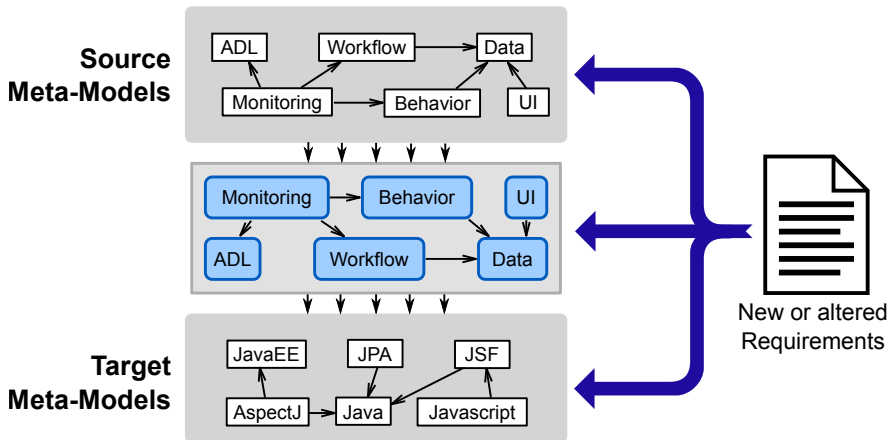 Source
Meta-Models
ADL
Workflow
Data
Monitoring
Behavior
UI
Monitoring
Behavior
UI
ADL
Workflow
Data
New or altered
Requirements
Target
Meta-Models
JavaEE
JPA
JSF
AspectJ
Java
Javascript